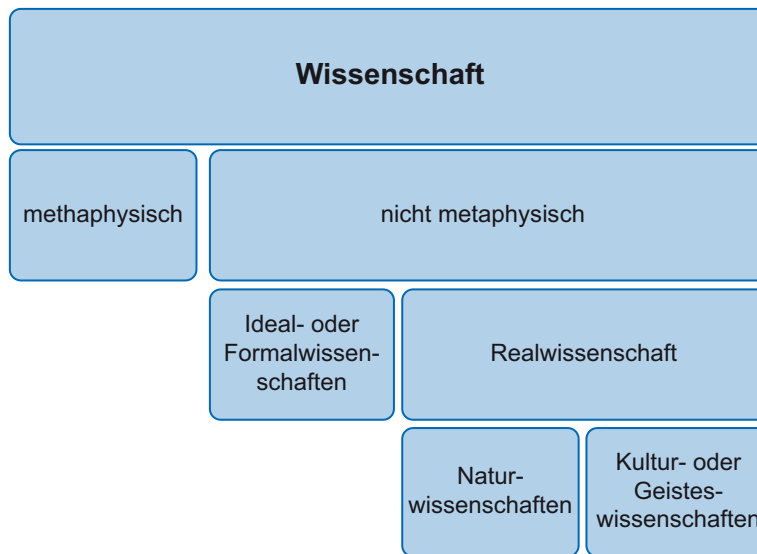 Wissenschaft
methaphysisch
nicht metaphysisch
Ideal- oder
Formalwissen-
schaften
Realwissenschaft
Natur-
wissenschaften
Kultur- oder
Geistes-
wissenschaften